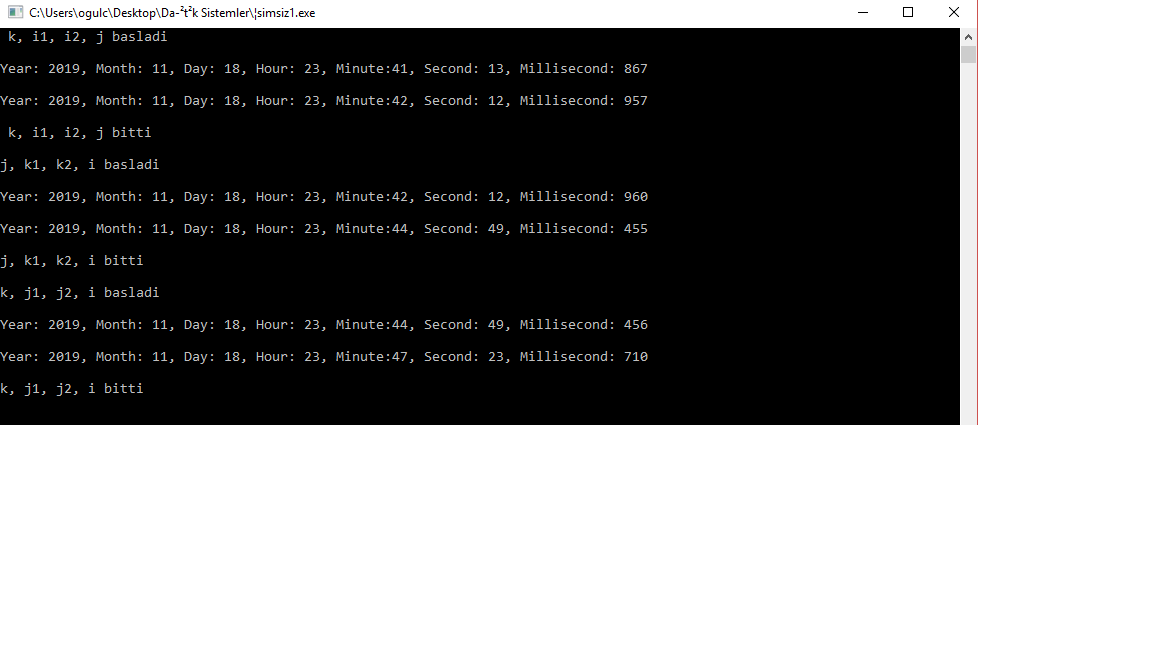 C:\Users\ogulc\Desktop\Da-²t²k Sistemler\¦simsiz1.exe
k, i1, i2, j basladi
Year: 2019, Month: 11, Day: 18, Hour: 23, Minute:41, Second: 13, Millisecond: 867
Year: 2019, Month: 11, Day: 18, Hour: 23, Minute:42, Second: 12, Millisecond: 957
k, i1, i2, j bitti
j, k1, k2, i basladi
Year: 2019, Month: 11, Day: 18, Hour: 23, Minute:42, Second: 12, Millisecond: 960
Year: 2019, Month: 11, Day: 18, Hour: 23, Minute:44, Second: 49, Millisecond: 455
j, k1, k2, i bitti
k, j1, j2, i basladi
Year: 2019, Month: 11, Day: 18, Hour: 23, Minute:44, Second: 49, Millisecond: 456
Year: 2019, Month: 11, Day: 18, Hour: 23, Minute:47, Second: 23, Millisecond: 710
k, j1, j2, i bitti